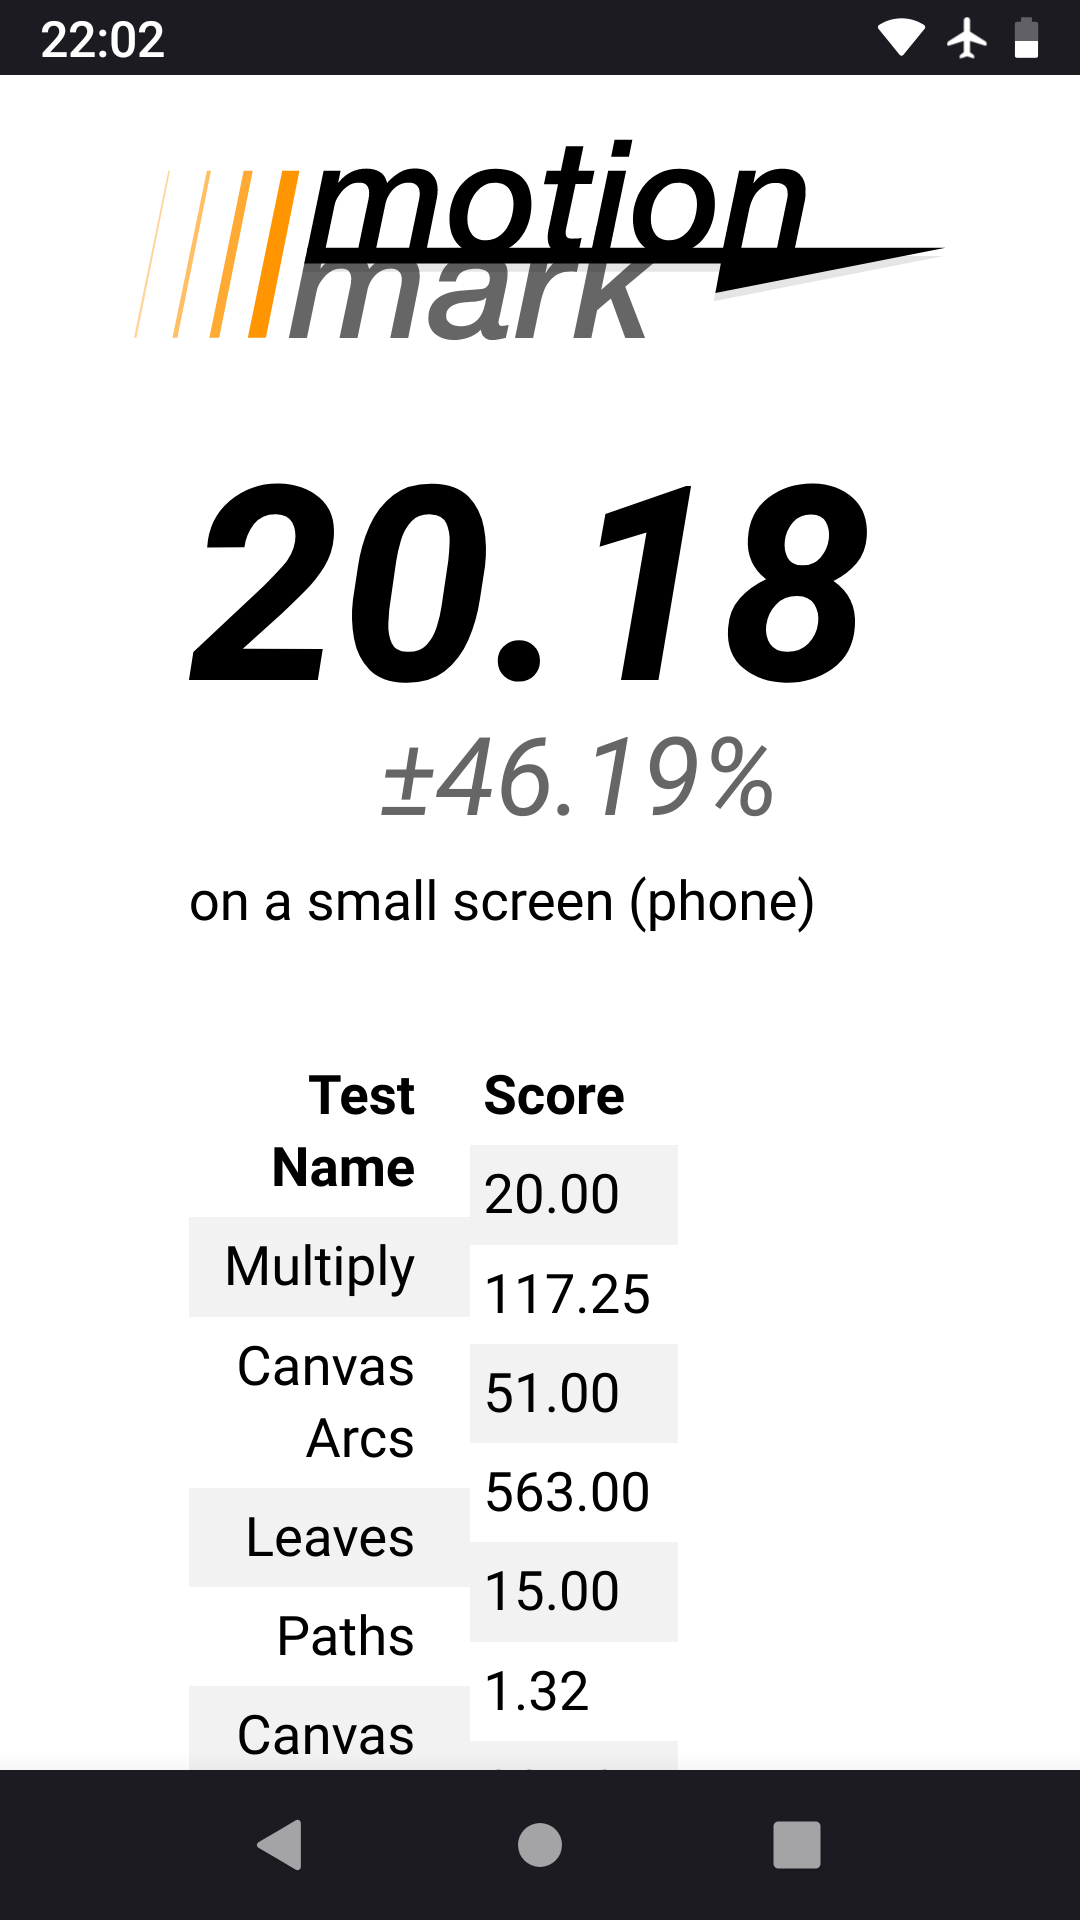 22:02
motion
mark
20.18
±46.19%
on a small screen (phone)
Test Name
Score
Multiply
20.00
Canvas Arcs
117.25
Leaves
51.00
Paths
563.00
Canvas
15.00
1.32